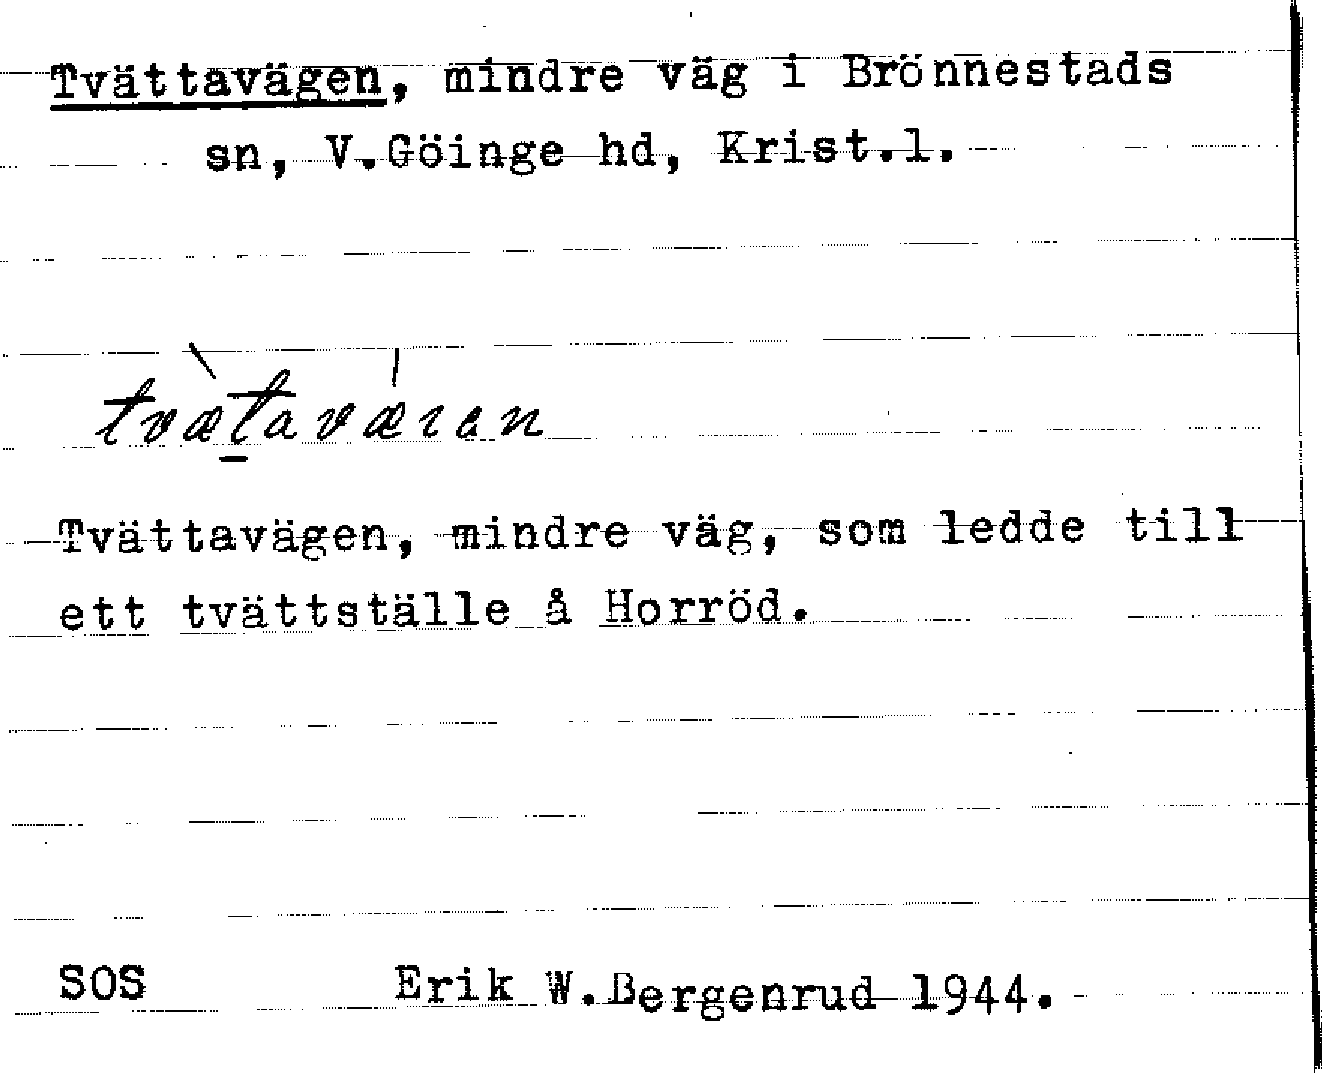 Tvättavägen, mindre väg i Brönnestads
sn, V.Göinge hd, Krist.l.
tvætaværen
Tvättavägen, mindre väg, som ledde till
ett tvättställe å Horröd.
SOS Erik W.Bergenrud 1944.